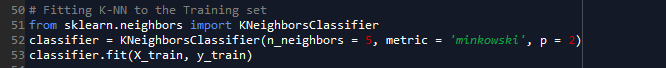 50 # Fitting K-NN to the Training set
51 from sklearn.neighbors import KNeighborsClassifier
52 classifier = KNeighborsClassifier(n_neighbors = 5, metric = 'minkowski', p = 2)
53 classifier.fit(X_train, y_train)